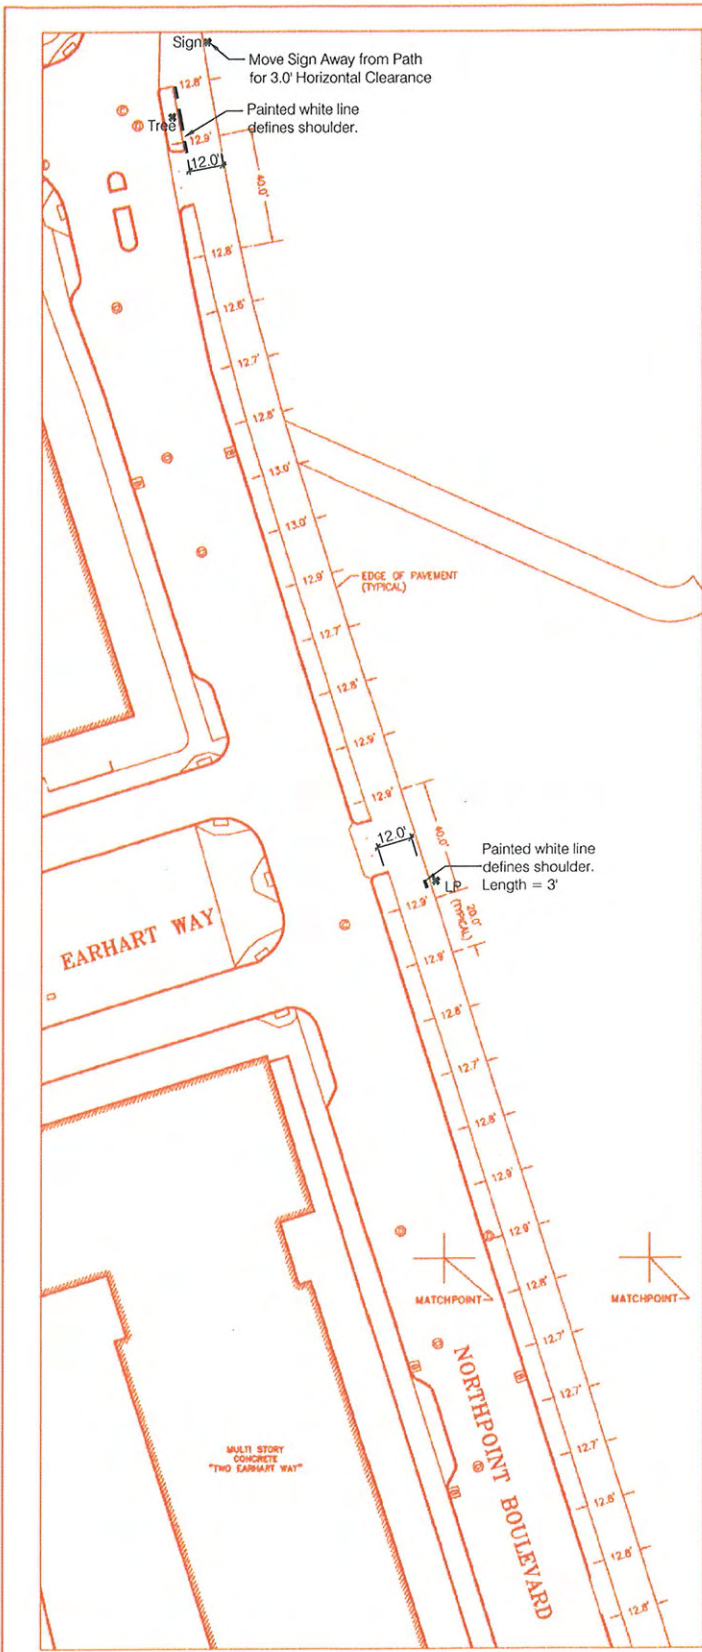 Sign
Move Sign Away from Path
for 3.0' Horizontal Clearance
12.8'
Tree
Painted white line
defines shoulder.
12.9'
12.0'
40.0'
12.8'
12.6'
12.7'
12.8'
13.0'
13.0'
12.9'
EDGE OF PAVEMENT
(TYPICAL)
12.7'
12.8'
12.9'
12.9'
12.0'
40.0'
Painted white line
defines shoulder.
Length = 3'
LP
12.9'
20.0'
(TYPICAL)
EARHART WAY
12.9'
12.8'
12.7'
12.8'
12.9'
12.9'
12.8'
MATCHPOINT
MATCHPOINT
12.7'
12.7'
NORTHPOINT BOULEVARD
12.7'
MULTI STORY
CONCRETE
"TWO EARHART WAY"
12.8'
12.8'
12.8'